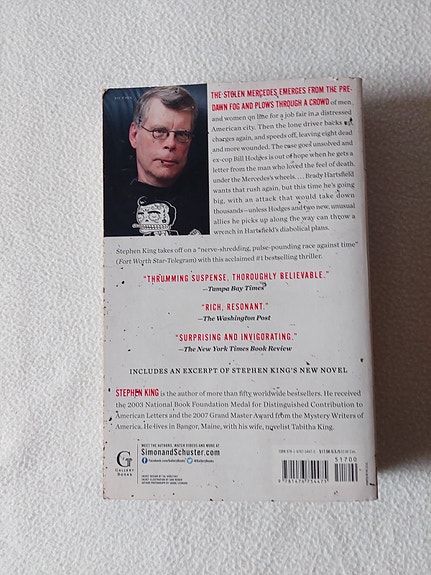 THE STOLEN MERCEDES EMERGES FROM THE PRE-
DAWN FOG AND PLOWS THROUGH A CROWD of men
and women on line for a job fair in a distressed
American city. Then the lone driver backs up,
charges again, and speeds off, leaving eight dead
and more wounded. The case goes unsolved and
ex-cop Bill Hodges is out of hope when he gets a
letter from the man who loved the feel of death
under the Mercedes's wheels. . . . Brady Hartsfield
wants that rush again, but this time he's going
big, with an attack that would take down
thousands—unless Hodges and two new, unusual
allies he picks up along the way can throw a
wrench in Hartsfield's diabolical plans.
Stephen King takes off on a "nerve-shredding, pulse-pounding race against time"
(Fort Worth Star-Telegram) with this acclaimed #1 bestselling thriller.
"THRUMMING SUSPENSE, THOROUGHLY BELIEVABLE."
—Tampa Bay Times
"RICH, RESONANT."
—The Washington Post
"SURPRISING AND INVIGORATING."
—The New York Times Book Review
INCLUDES AN EXCERPT OF STEPHEN KING'S NEW NOVEL
STEPHEN KING is the author of more than fifty worldwide bestsellers. He received
the 2003 National Book Foundation Medal for Distinguished Contribution to
American Letters and the 2007 Grand Master Award from the Mystery Writers of
America. He lives in Bangor, Maine, with his wife, novelist Tabitha King.
G
GALLERY
BOOKS
MEET THE AUTHORS, WATCH VIDEOS AND MORE AT
SimonandSchuster.com
51700